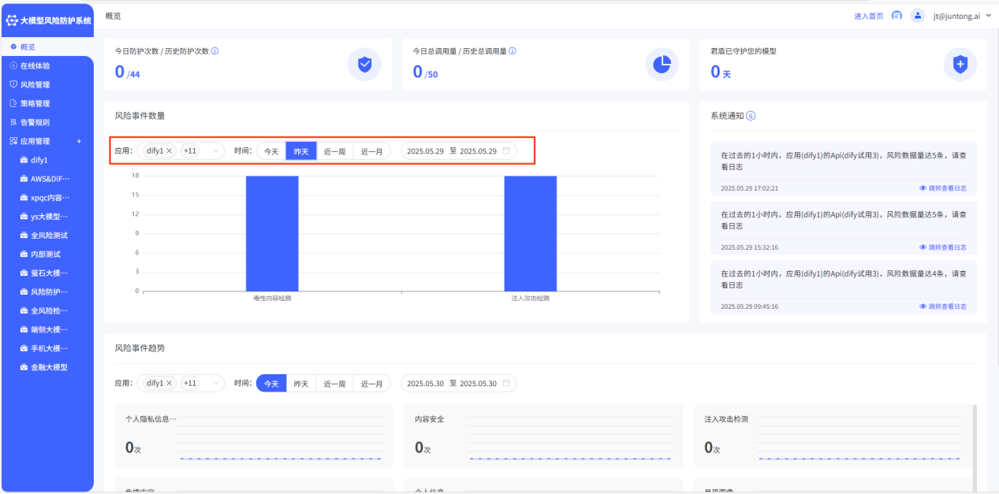 大模型风险防护系统
概览
在线体验
风险管理
策略管理
告警规则
应用管理 +
dify1
AWS&DIF···
xpqc内容···
ys大模型···
全风险测试
内部测试
萤石大模···
风险防护···
全风险检···
端侧大模···
手机大模···
金融大模型
概览
进入首页 jt@juntong.ai
今日防护次数 / 历史防护次数
0 /44
今日总调用量 / 历史总调用量
0 /50
君盾已守护您的模型
0 天
风险事件数量
应用: dify1 +11 时间: 今天 昨天 近一周 近一月 2025.05.29 至 2025.05.29
18
15
12
9
6
3
0
毒性内容检测 注入攻击检测
系统通知 6
在过去的1小时内，应用(dify1)的Api(dify试用3)，风险数据量达5条，请查
看日志
2025.05.29 17:02:21 跳转查看日志
在过去的1小时内，应用(dify1)的Api(dify试用3)，风险数据量达5条，请查
看日志
2025.05.29 15:32:16 跳转查看日志
在过去的1小时内，应用(dify1)的Api(dify试用3)，风险数据量达4条，请查
看日志
2025.05.29 09:45:16 跳转查看日志
风险事件趋势
应用: dify1 +11 时间: 今天 昨天 近一周 近一月 2025.05.30 至 2025.05.30
个人隐私信息···
0次
内容安全
0次
注入攻击检测
0次